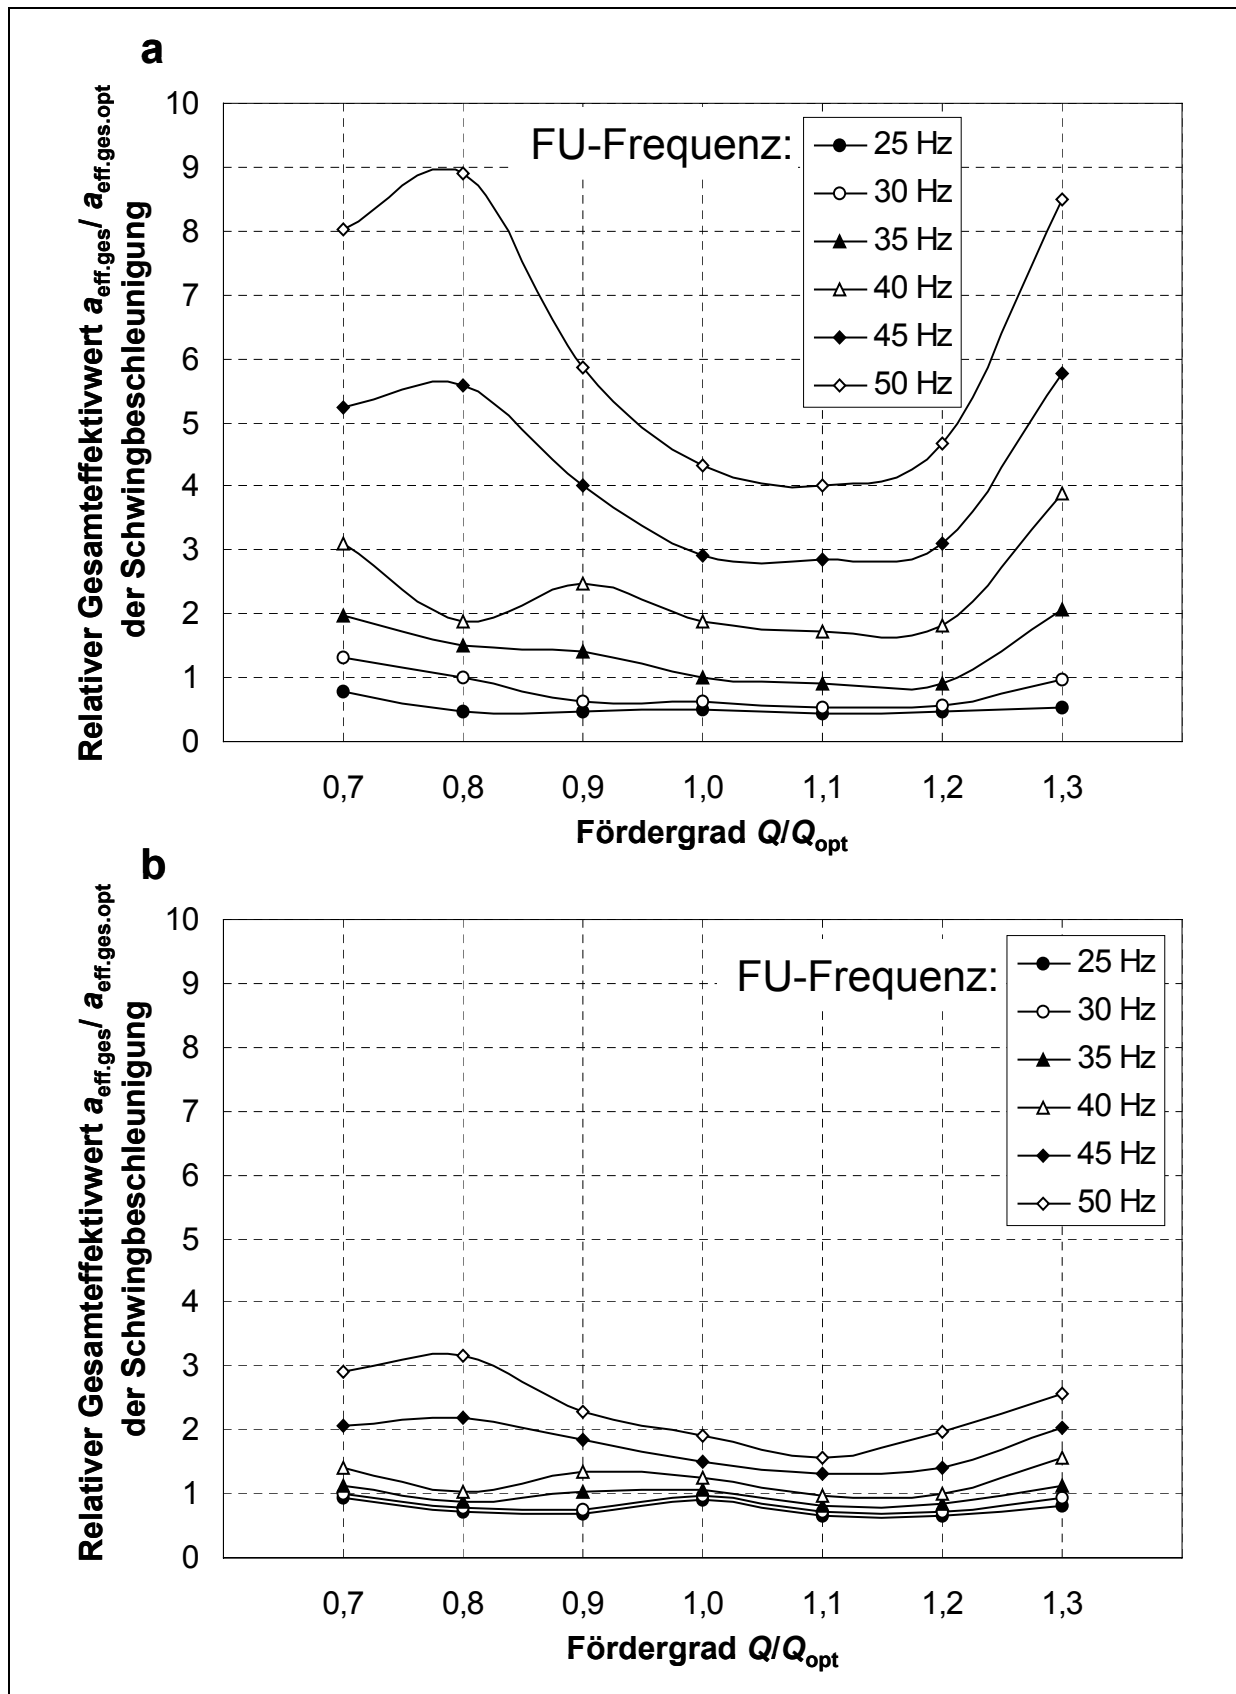 a
Relativer Gesamteffektivwert a eff.ges/ a eff.ges.opt
der Schwingbeschleunigung
10
9
8
7
6
5
4
3
2
1
0
FU-Frequenz:
25 Hz
30 Hz
35 Hz
40 Hz
45 Hz
50 Hz
0,7 0,8 0,9 1,0 1,1 1,2 1,3
Fördergrad Q/Qopt
b
Relativer Gesamteffektivwert a eff.ges/ a eff.ges.opt
der Schwingbeschleunigung
10
9
8
7
6
5
4
3
2
1
0
FU-Frequenz:
25 Hz
30 Hz
35 Hz
40 Hz
45 Hz
50 Hz
0,7 0,8 0,9 1,0 1,1 1,2 1,3
Fördergrad Q/Qopt